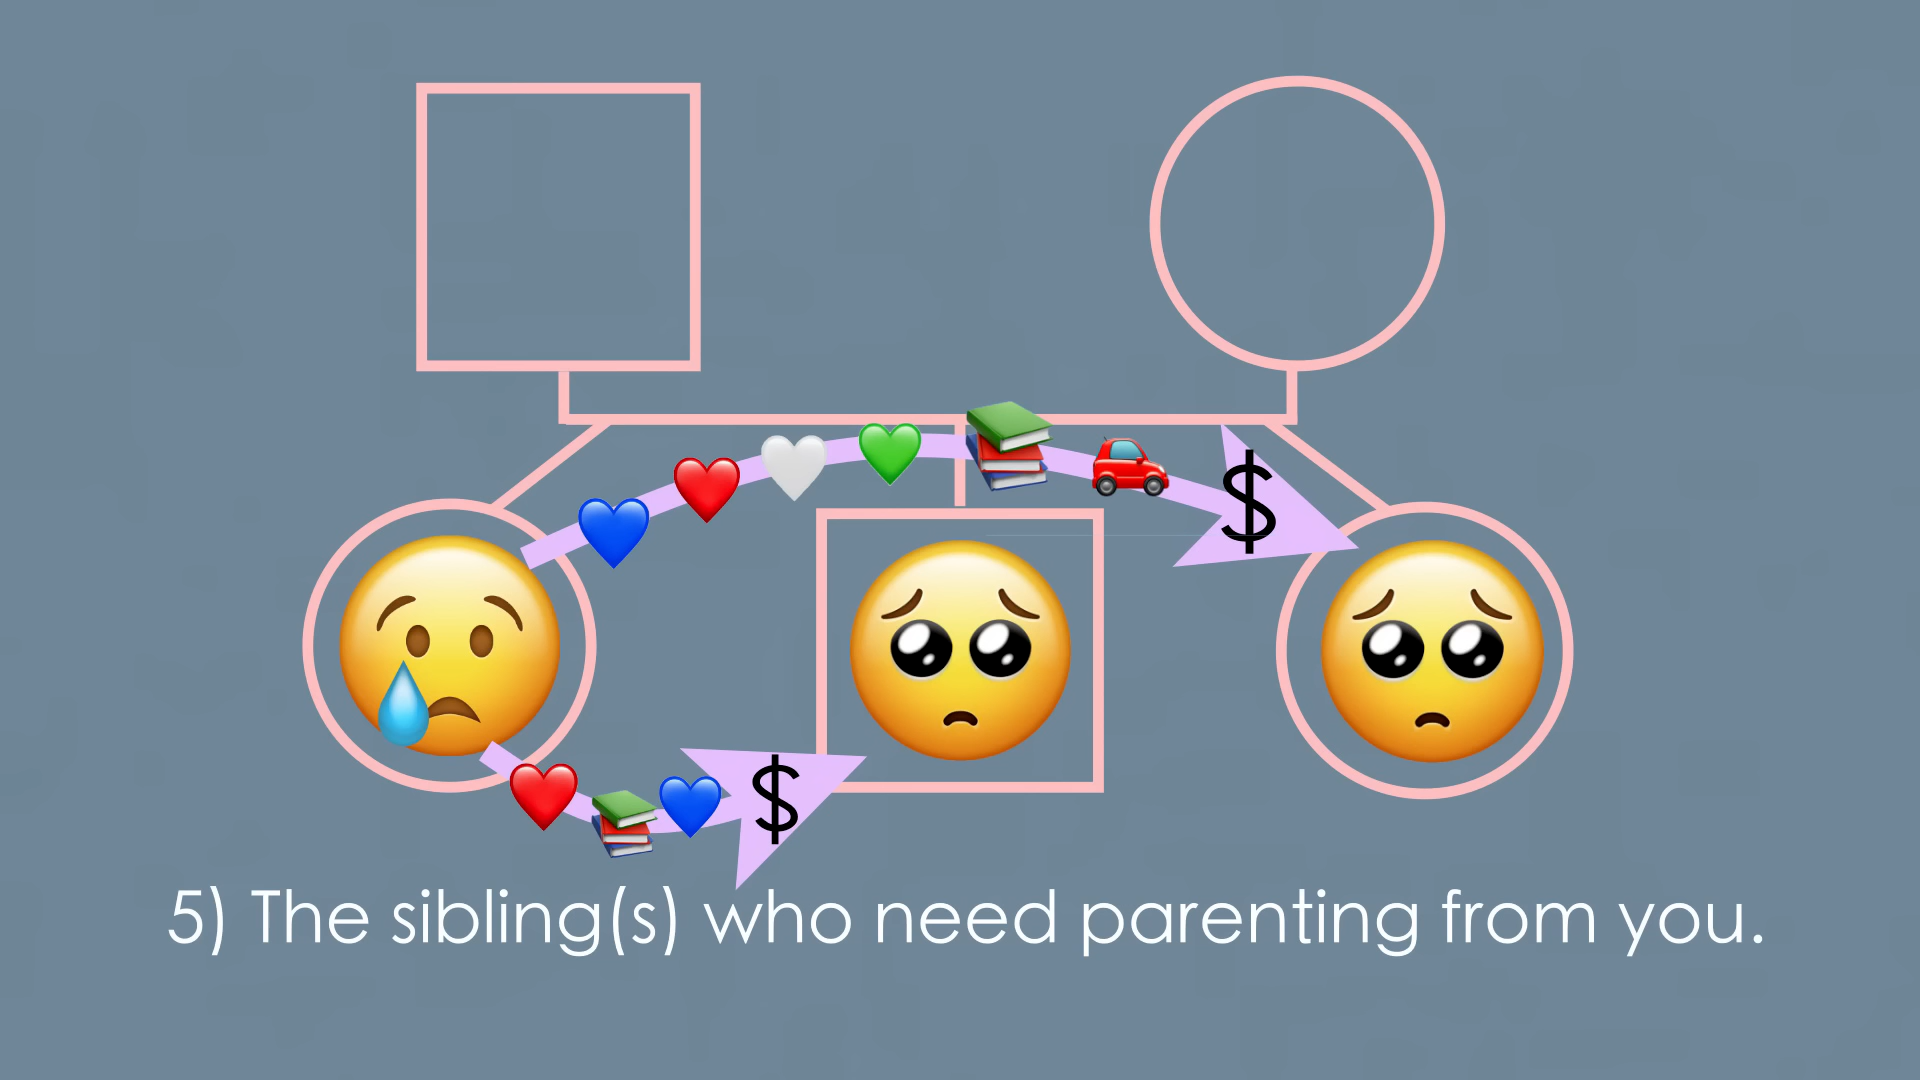 $
$
5) The sibling(s) who need parenting from you.